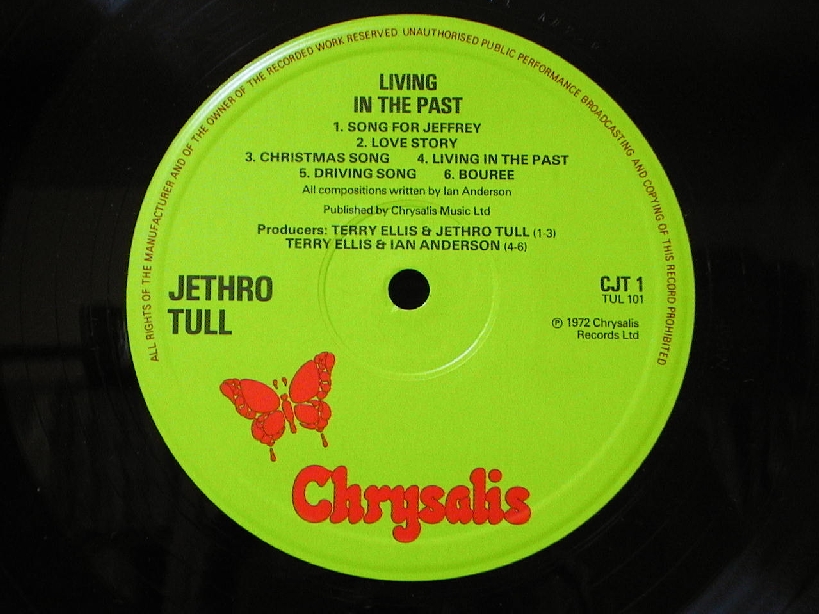 ALL RIGHTS OF THE MANUFACTURER AND OF THE OWNER OF THE RECORDED WORK RESERVED UNAUTHORISED PUBLIC PERFORMANCE BROADCASTING AND COPYING OF THIS RECORD PROHIBITED
LIVING
IN THE PAST
1. SONG FOR JEFFREY
2. LOVE STORY
3. CHRISTMAS SONG 4. LIVING IN THE PAST
5. DRIVING SONG 6. BOUREE
All compositions written by Ian Anderson
Published by Chrysalis Music Ltd
Producers: TERRY ELLIS & JETHRO TULL (1-3)
TERRY ELLIS & IAN ANDERSON (4-6)
JETHRO
TULL
CJT 1
TUL 101
℗ 1972 Chrysalis
Records Ltd
Chrysalis